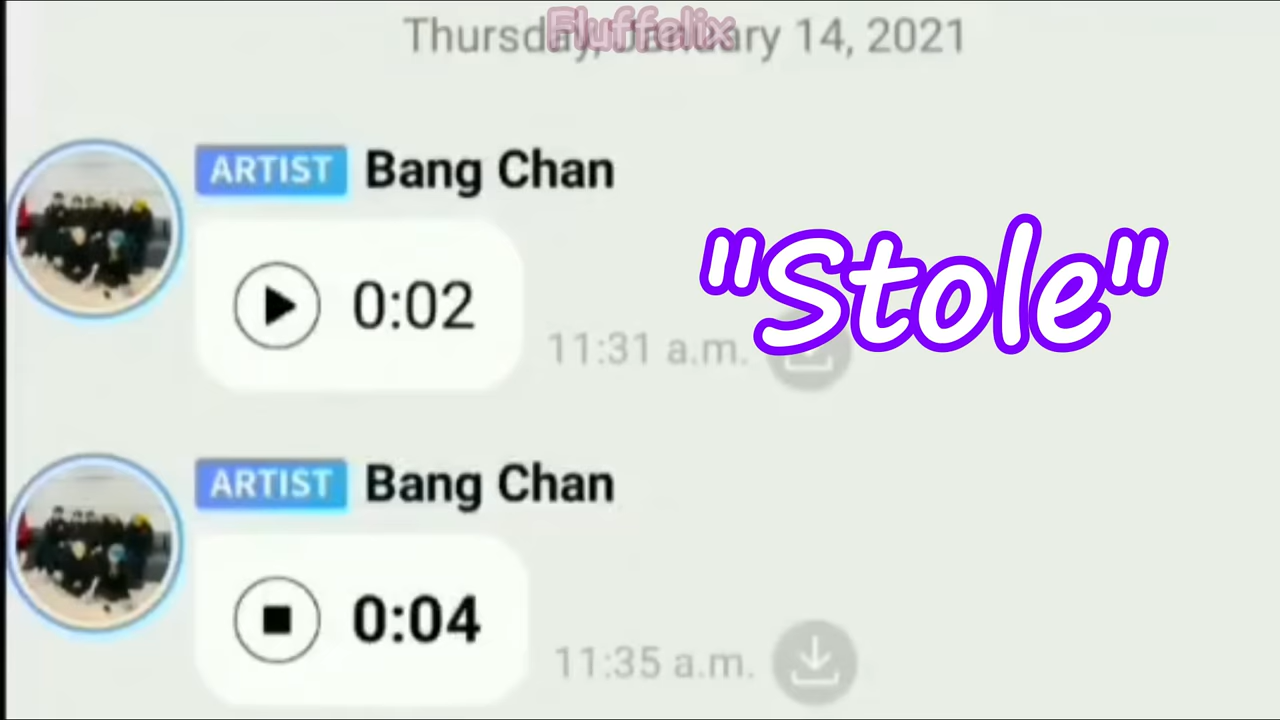 Fluffelix
Thursday, January 14, 2021
ARTIST Bang Chan
0:02
11:31 a.m.
"Stole"
ARTIST Bang Chan
0:04
11:35 a.m.